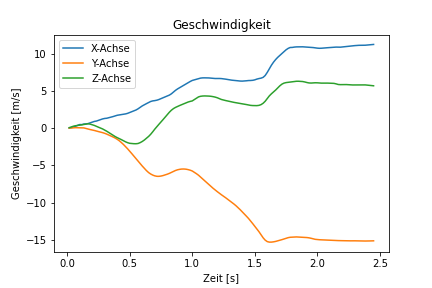 Geschwindigkeit
X-Achse
Y-Achse
Z-Achse
Geschwindigkeit [m/s]
10
5
0
−5
−10
−15
0.0 0.5 1.0 1.5 2.0 2.5
Zeit [s]